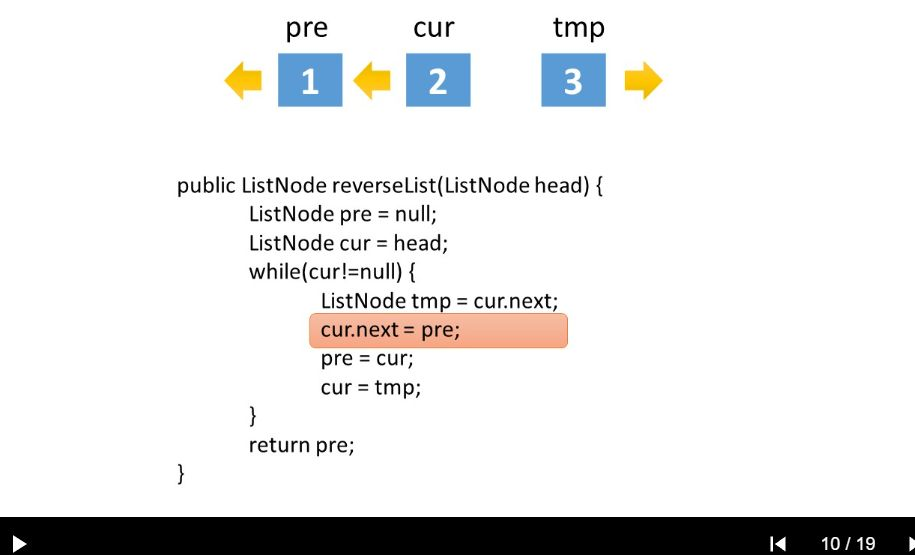 pre cur tmp
1 2 3
public ListNode reverseList(ListNode head) {
ListNode pre = null;
ListNode cur = head;
while(cur!=null) {
ListNode tmp = cur.next;
cur.next = pre;
pre = cur;
cur = tmp;
}
return pre;
}
10 / 19